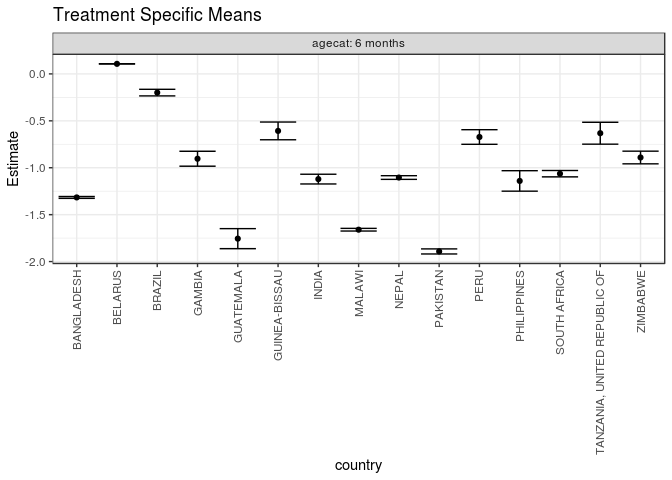 Treatment Specific Means
agecat: 6 months
Estimate
0.0
-0.5
-1.0
-1.5
-2.0
BANGLADESH
BELARUS
BRAZIL
GAMBIA
GUATEMALA
GUINEA-BISSAU
INDIA
MALAWI
NEPAL
PAKISTAN
PERU
PHILIPPINES
SOUTH AFRICA
TANZANIA, UNITED REPUBLIC OF
ZIMBABWE
country